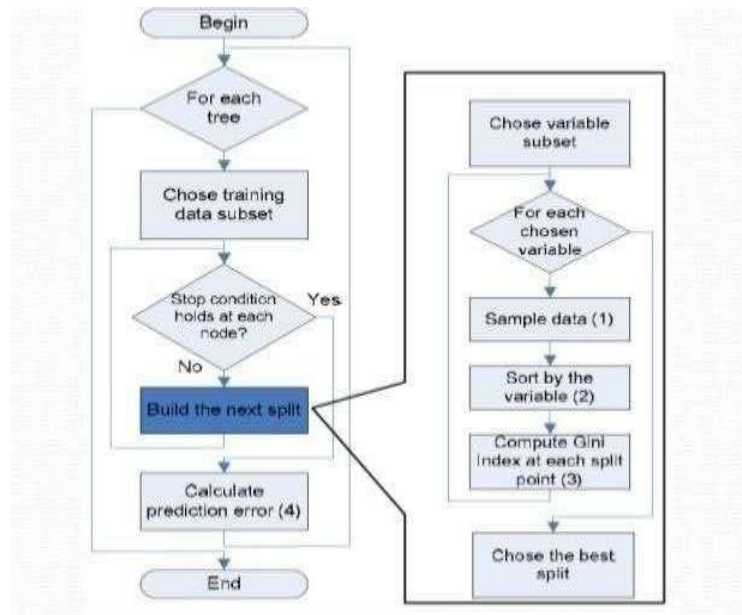 Begin
For each
tree
Chose training
data subset
Stop condition
holds at each
node?
Yes
No
Build the next split
Calculate
prediction error (4)
End
Chose variable
subset
For each
chosen
variable
Sample data (1)
Sort by the
variable (2)
Compute Gini
Index at each split
point (3)
Chose the best
split